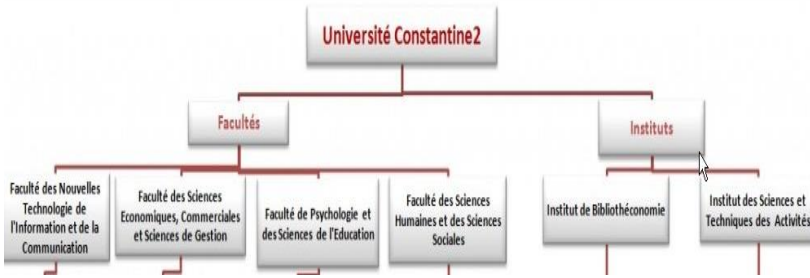 Université Constantine2
Facultés
Instituts
Faculté des Nouvelles
Technologie de
l'Information et de la
Communication
Faculté des Sciences
Economiques, Commerciales
et Sciences de Gestion
Faculté de Psychologie et
des Sciences de l'Education
Faculté des Sciences
Humaines et des Sciences
Sociales
Institut de Bibliothéconomie
Institut des Sciences et
Techniques des Activités